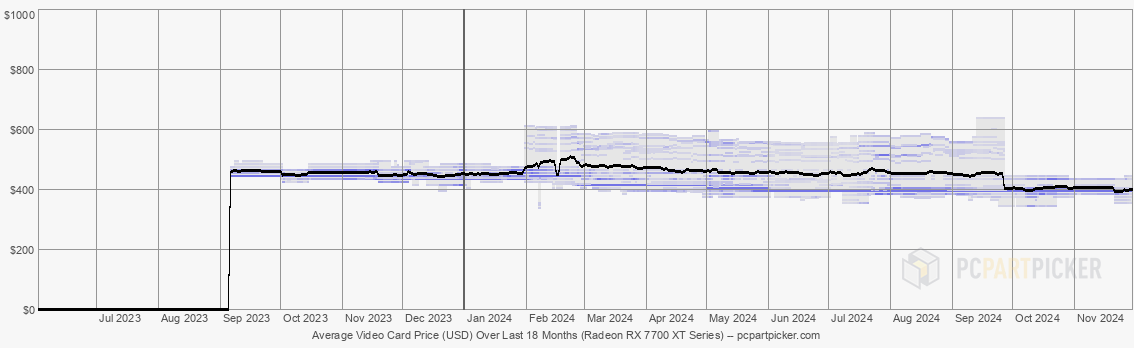 $1000
$800
$600
$400
$200
$0
Jul 2023 Aug 2023 Sep 2023 Oct 2023 Nov 2023 Dec 2023 Jan 2024 Feb 2024 Mar 2024 Apr 2024 May 2024 Jun 2024 Jul 2024 Aug 2024 Sep 2024 Oct 2024 Nov 2024
PCPARTPICKER
Average Video Card Price (USD) Over Last 18 Months (Radeon RX 7700 XT Series) -- pcpartpicker.com